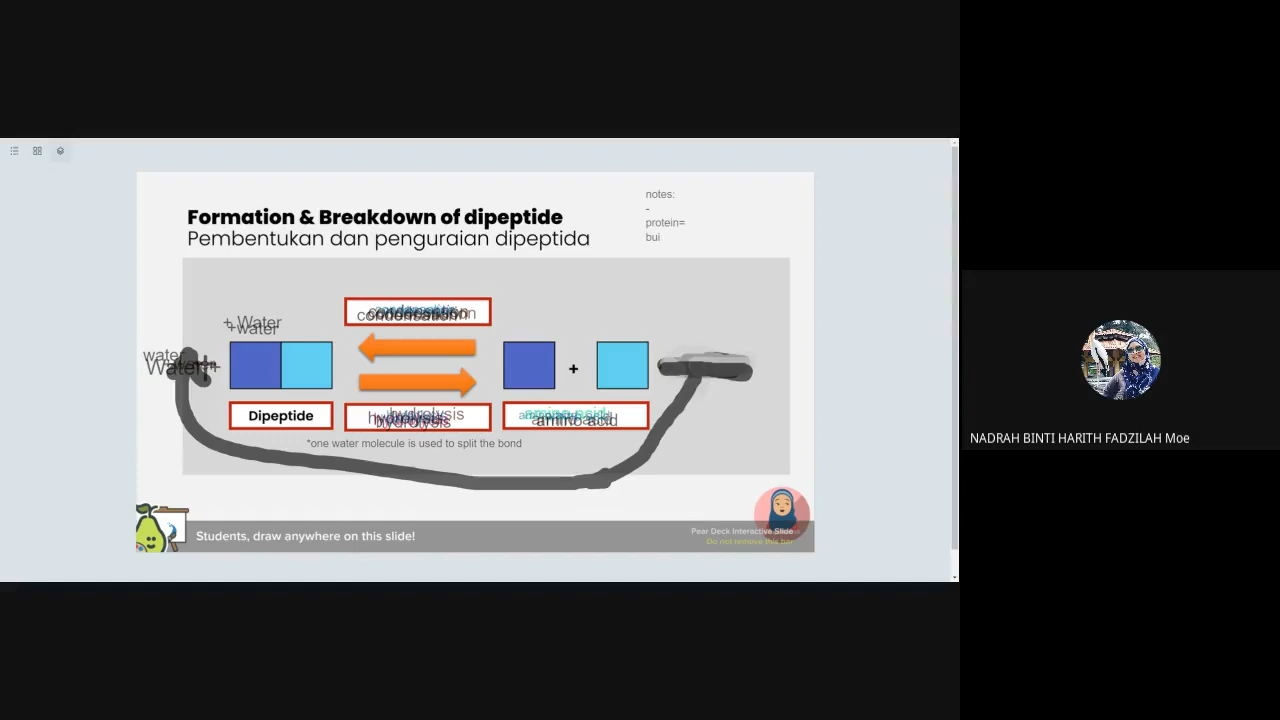 notes:
-
protein=
bui
Formation & Breakdown of dipeptide
Pembentukan dan penguraian dipeptida
condensation
+ Water
+water
water
Water
+
Dipeptide
hydrolysis
hydrolysis
amino acid
amino acid
*one water molecule is used to split the bond
Students, draw anywhere on this slide!
Pear Deck Interactive Slide
Do not remove this bar
NADRAH BINTI HARITH FADZILAH Moe